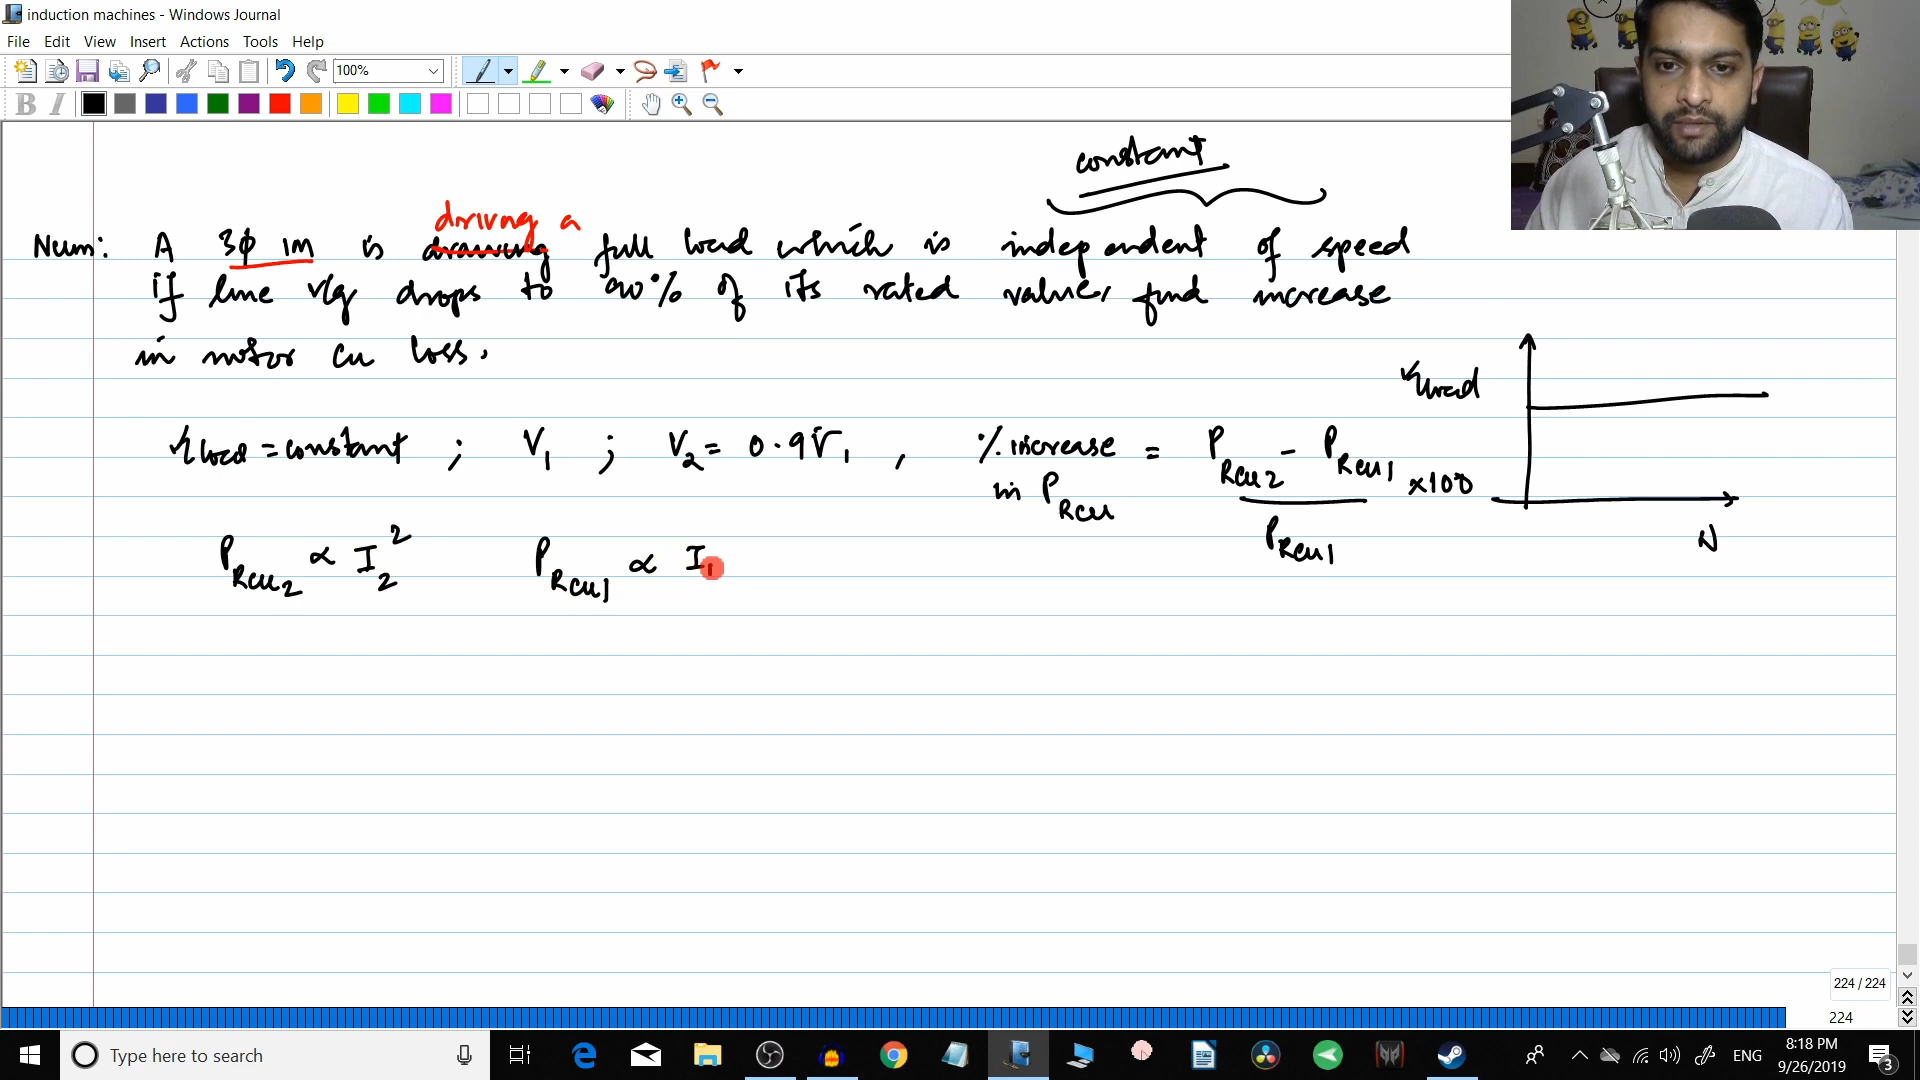 induction machines - Windows Journal
File Edit View Insert Actions Tools Help
100%
B I
constant
driving a
Num: A 3φ IM is drawing full load which is independent of speed
if line v/g drops to 90% of its rated value, find increase
in motor cu loss.
τload
τload = constant ; V1 ; V2 = 0.9V1 , % increase in PRcu = PRcu2 - PRcu1 / PRcu1 ×100
N
PRcu2 ∝ I2² PRcu1 ∝ I1
224 / 224
224
Type here to search
ENG
8:18 PM
9/26/2019
3